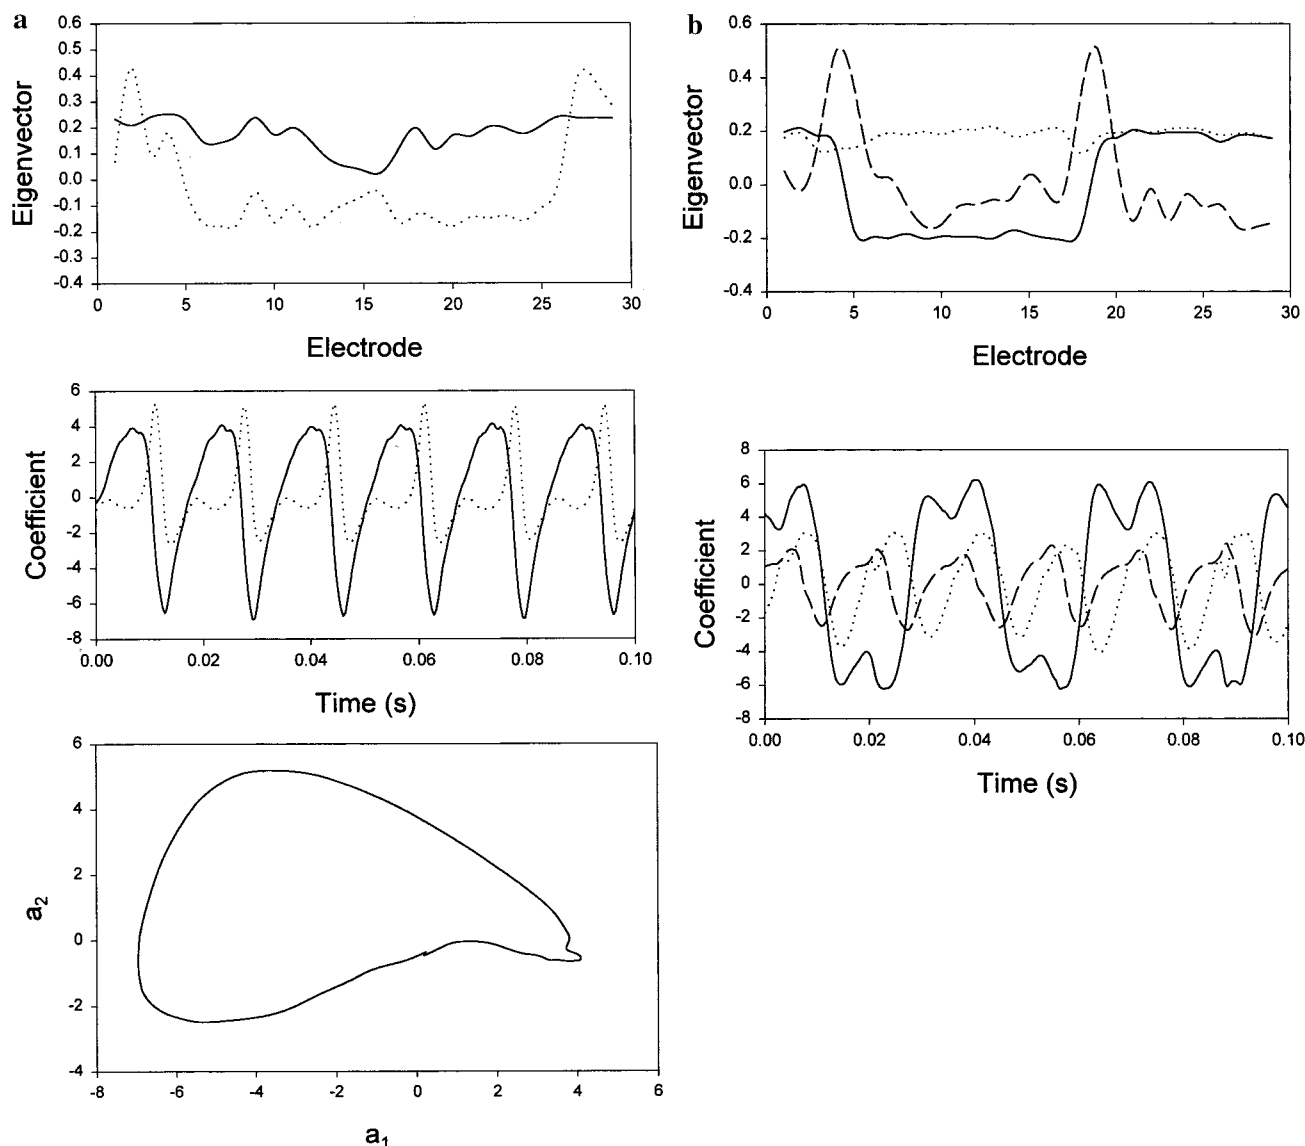 a
0.6
0.5
0.4
0.3
0.2
0.1
0.0
-0.1
-0.2
-0.3
-0.4
Eigenvector
0 5 10 15 20 25 30
Electrode
6
4
2
0
-2
-4
-6
-8
Coefficient
0.00 0.02 0.04 0.06 0.08 0.10
Time (s)
6
4
2
0
-2
-4
a₂
-8 -6 -4 -2 0 2 4 6
a₁
b
0.6
0.4
0.2
0.0
-0.2
-0.4
Eigenvector
0 5 10 15 20 25 30
Electrode
8
6
4
2
0
-2
-4
-6
-8
Coefficient
0.00 0.02 0.04 0.06 0.08 0.10
Time (s)